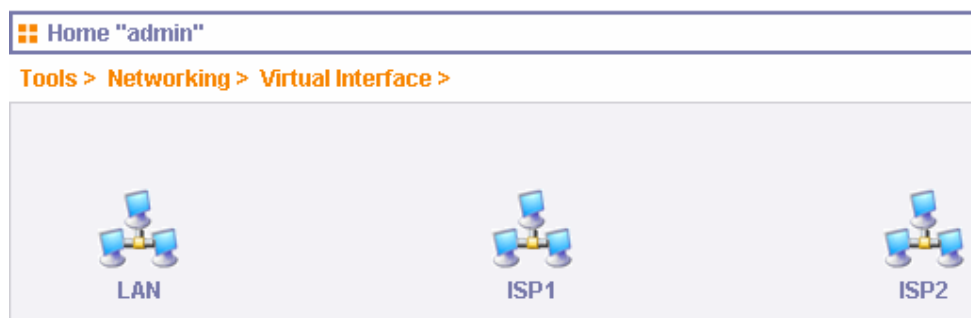 Home "admin"
Tools > Networking > Virtual Interface >
LAN ISP1 ISP2